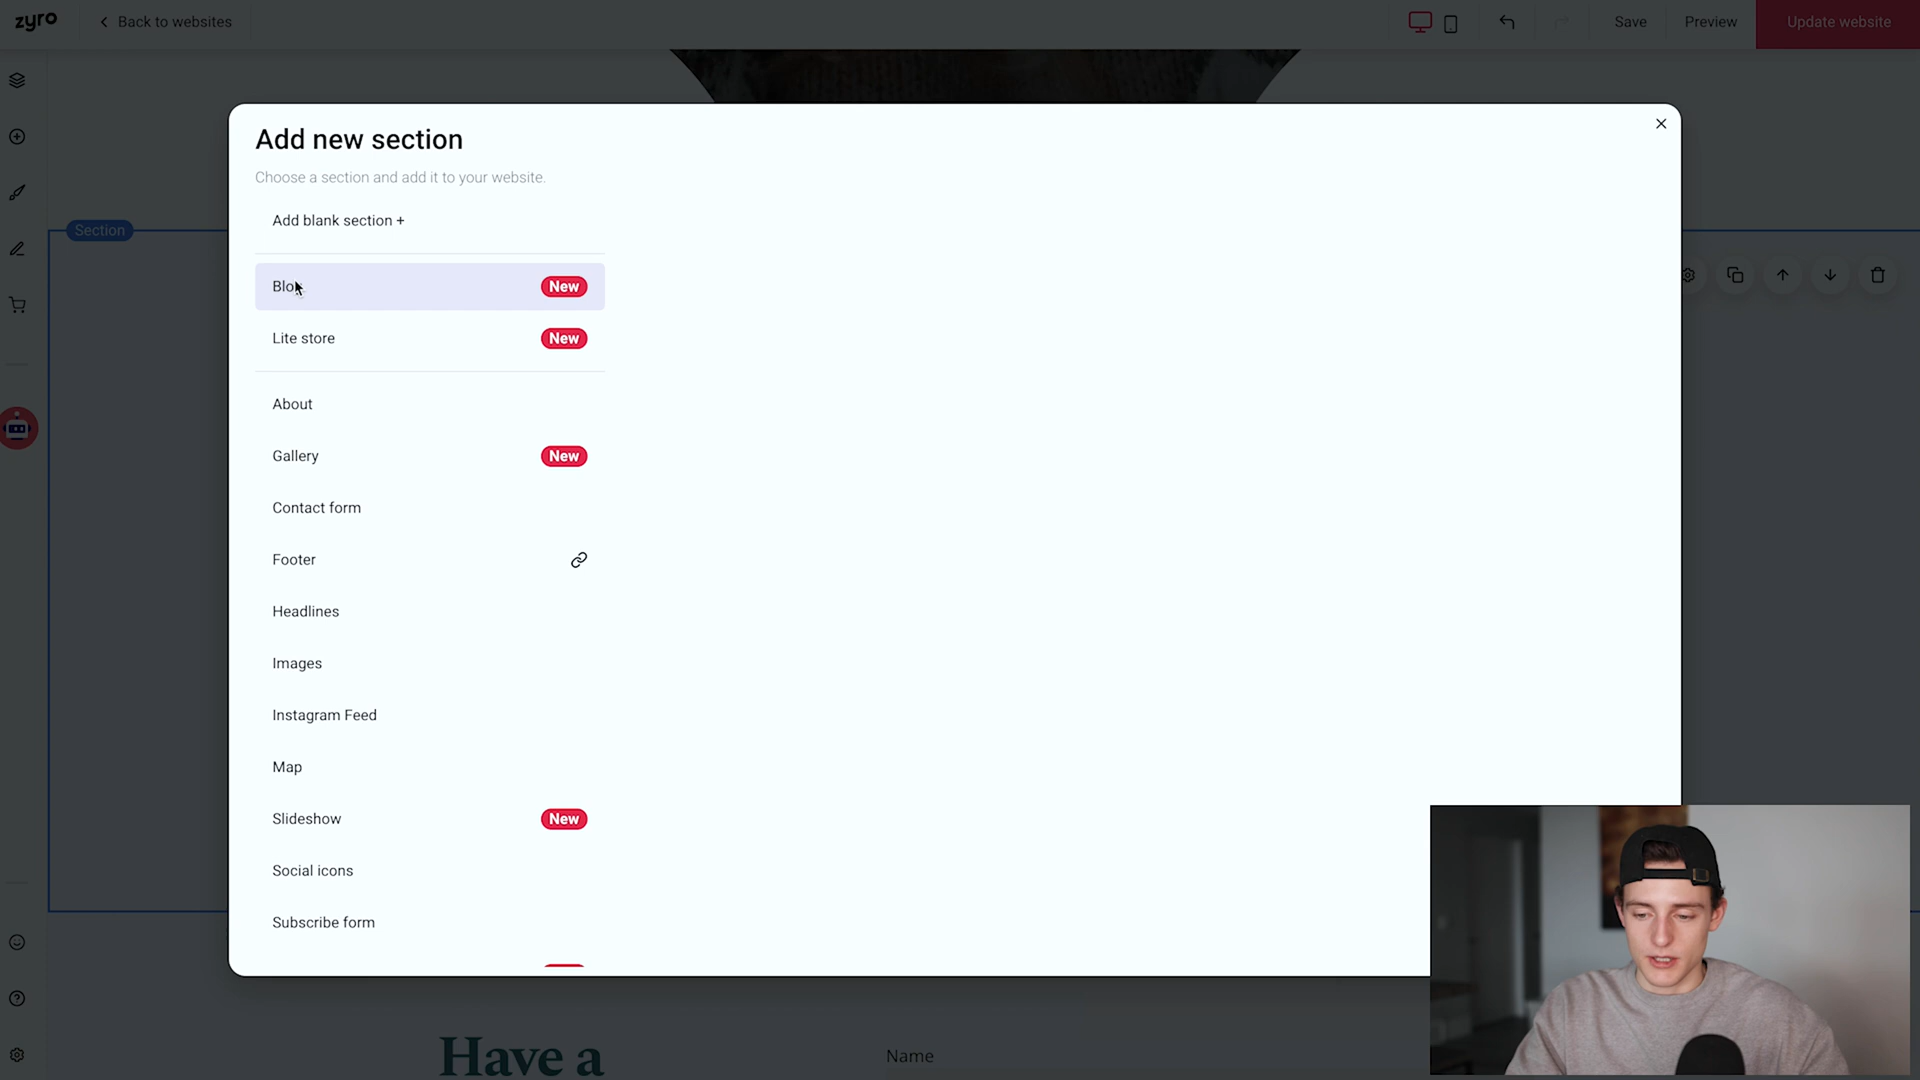 zyro
Back to websites
Save
Preview
Update website
Section
Add new section
Choose a section and add it to your website.
Add blank section +
Blo
New
Lite store
New
About
Gallery
New
Contact form
Footer
Headlines
Images
Instagram Feed
Map
Slideshow
New
Social icons
Subscribe form
Have a
Name